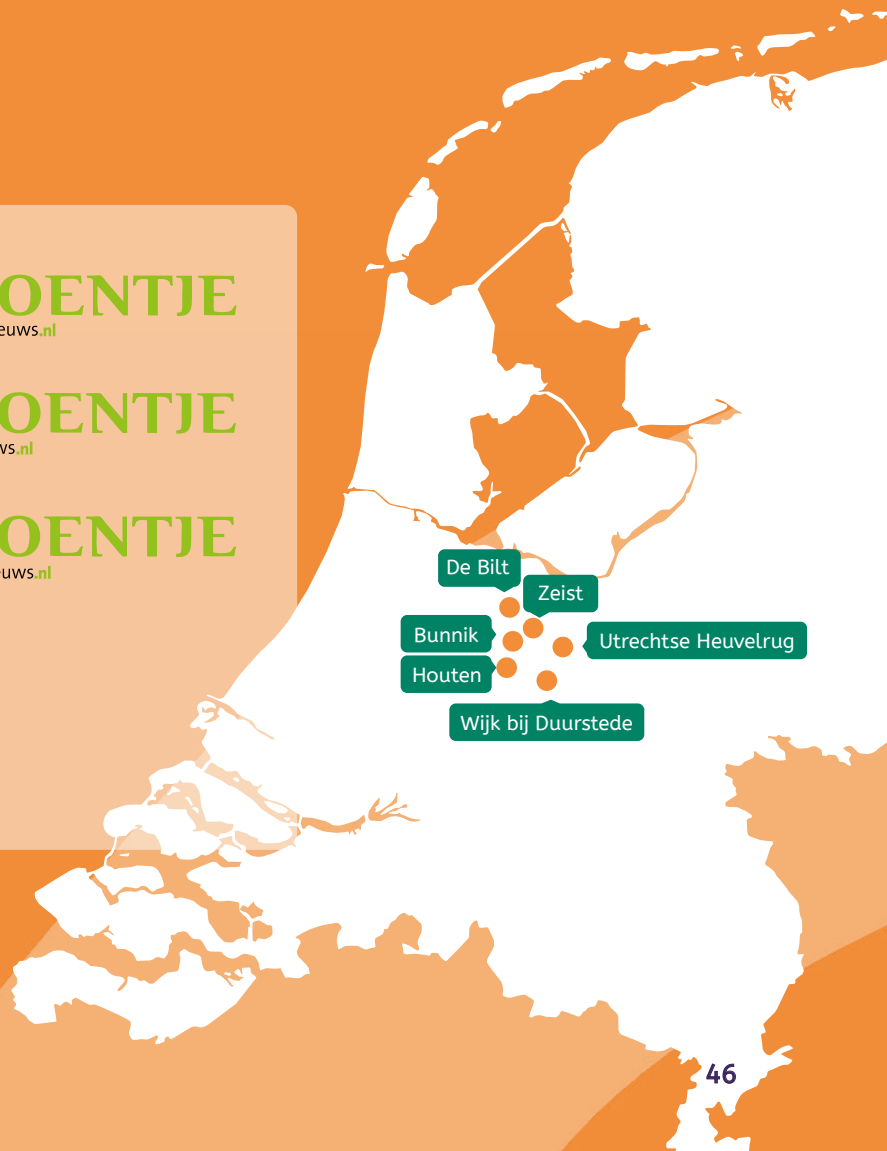 OENTJE
euws.nl
OENTJE
ws.nl
OENTJE
uws.nl
De Bilt
Zeist
Bunnik
Utrechtse Heuvelrug
Houten
Wijk bij Duurstede
46